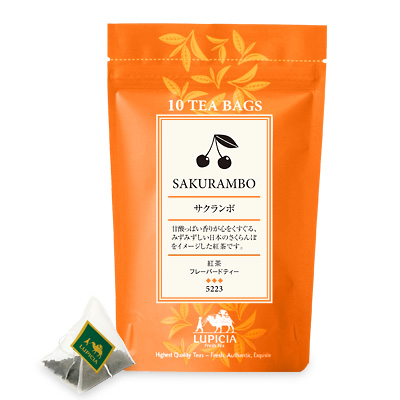 10 TEA BAGS
SAKURAMBO
サクランボ
甘酸っぱい香りが心をくすぐる、
みずみずしい日本のさくらんぼ
をイメージした紅茶です。
紅茶
フレーバードティー
5223
LUPICIA
Fresh Tea
Highest Quality Teas – Fresh, Authentic, Exquisite
LUPICIA